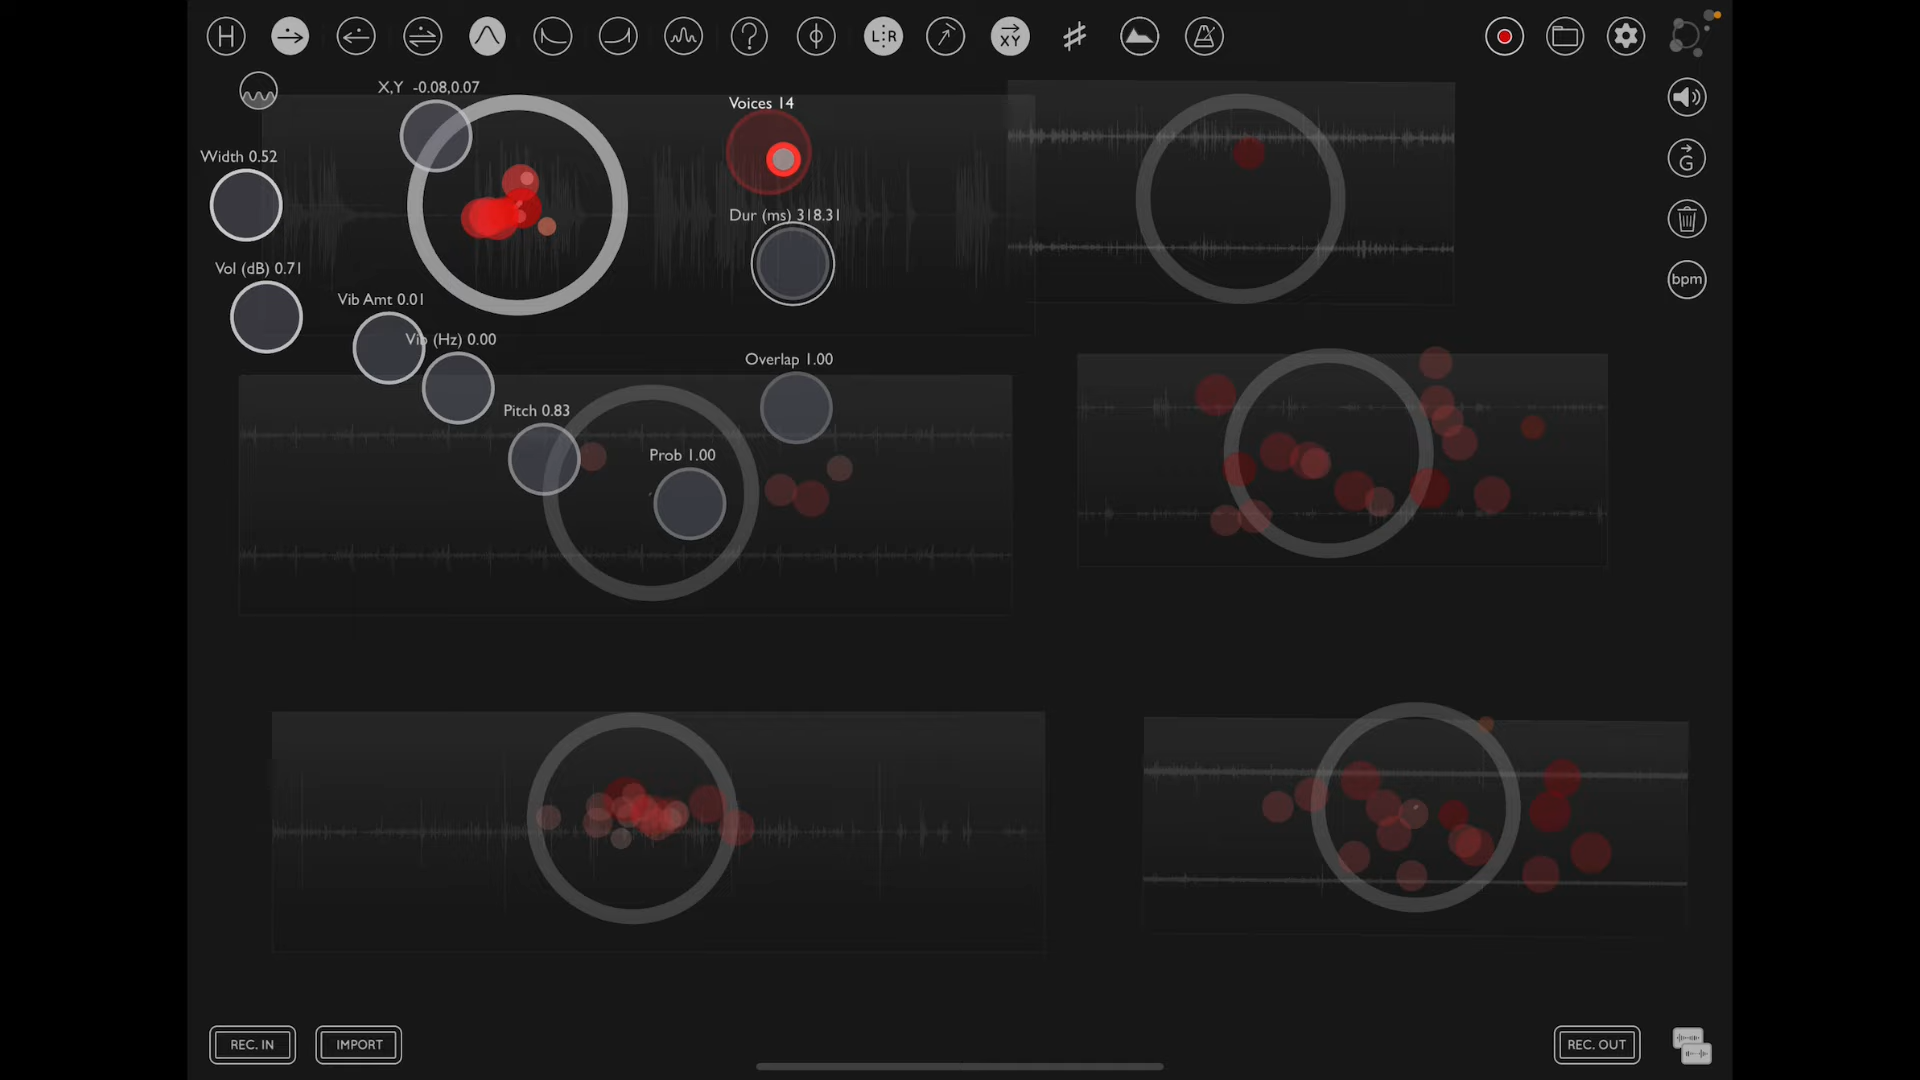 H
L:R
XY
X,Y -0.08,0.07
Voices 14
G
Width 0.52
Dur (ms) 318.31
Vol (dB) 0.71
bpm
Vib Amt 0.01
Vib (Hz) 0.00
Overlap 1.00
Pitch 0.83
Prob 1.00
REC. IN
IMPORT
REC. OUT